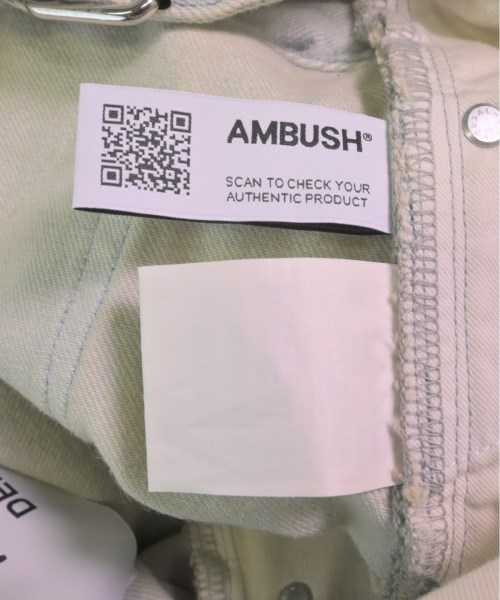 AMBUSH®
SCAN TO CHECK YOUR
AUTHENTIC PRODUCT